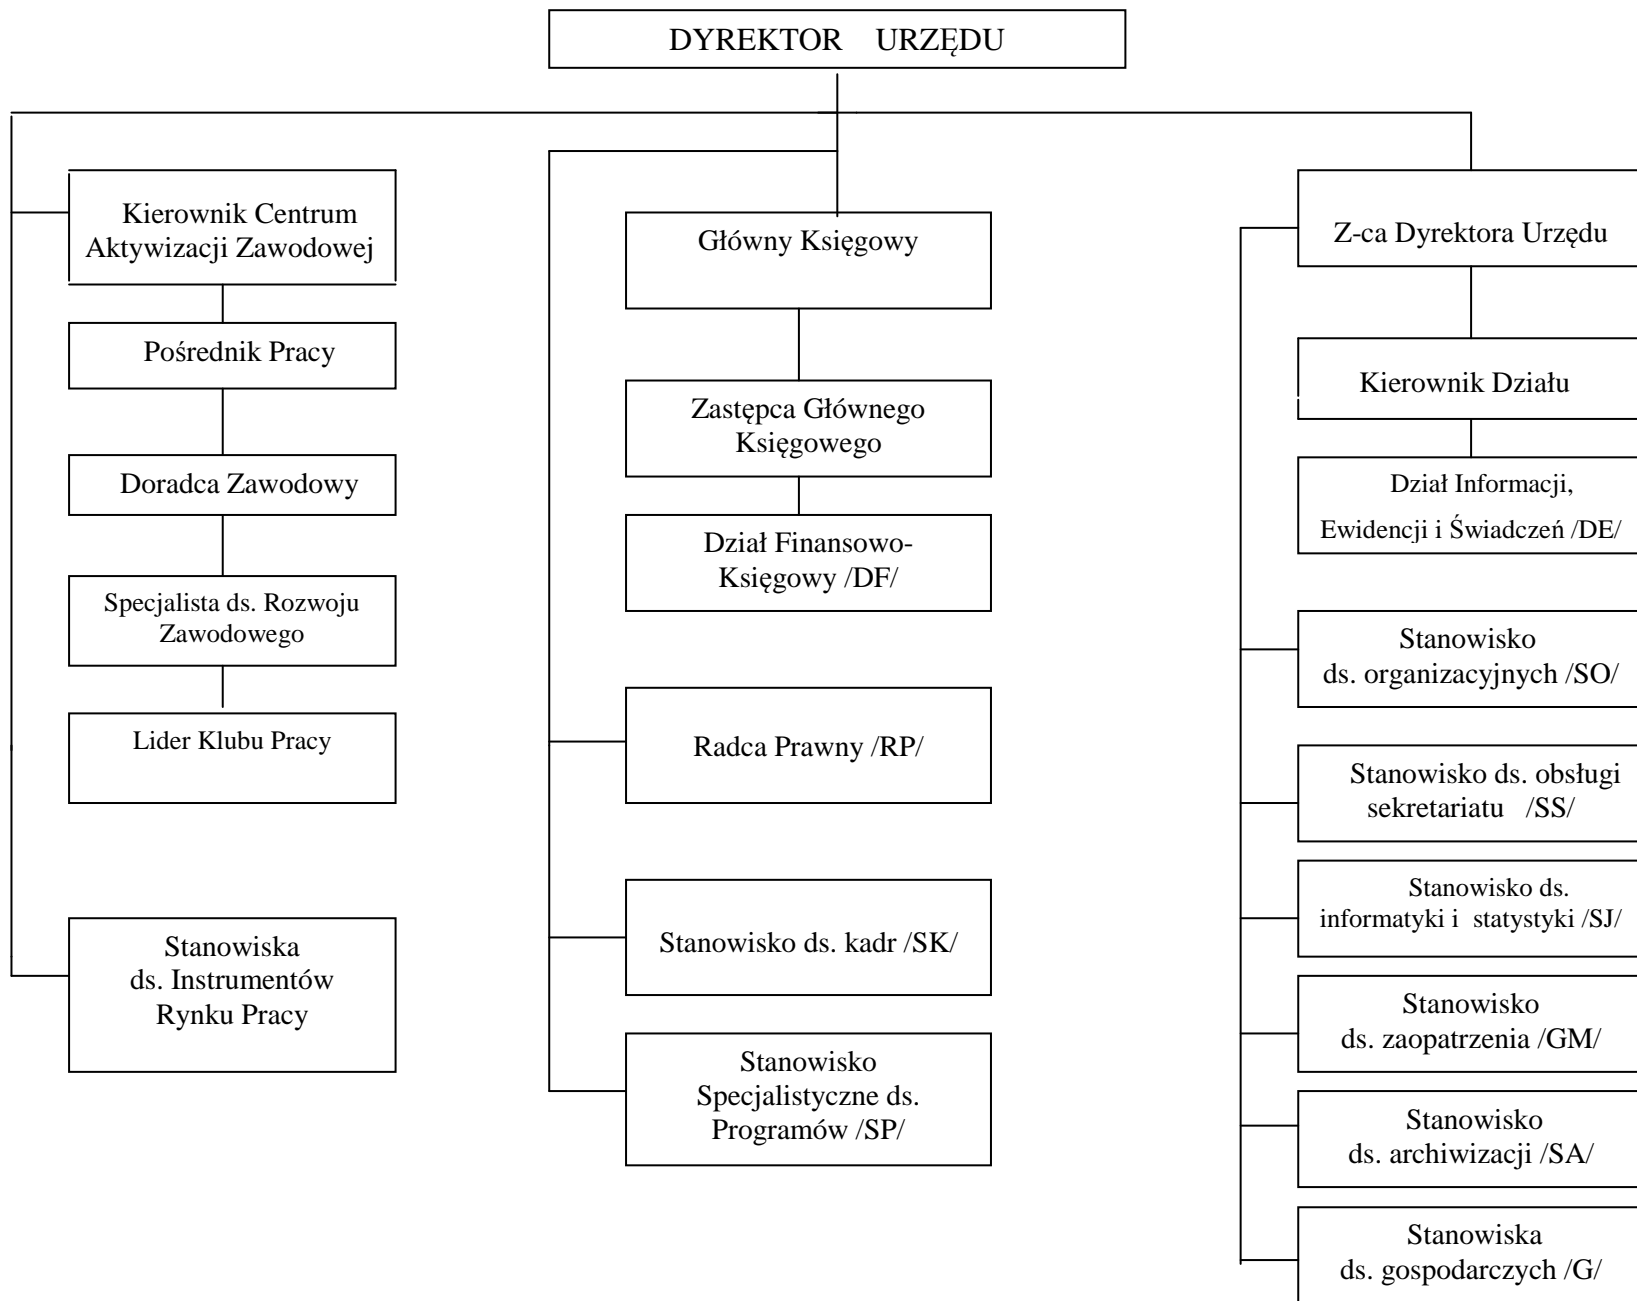 DYREKTOR URZĘDU
Kierownik Centrum
Aktywizacji Zawodowej
Pośrednik Pracy
Doradca Zawodowy
Specjalista ds. Rozwoju
Zawodowego
Lider Klubu Pracy
Stanowiska
ds. Instrumentów
Rynku Pracy
Główny Księgowy
Zastępca Głównego
Księgowego
Dział Finansowo-
Księgowy /DF/
Radca Prawny /RP/
Stanowisko ds. kadr /SK/
Stanowisko
Specjalistyczne ds.
Programów /SP/
Z-ca Dyrektora Urzędu
Kierownik Działu
Dział Informacji,
Ewidencji i Świadczeń /DE/
Stanowisko
ds. organizacyjnych /SO/
Stanowisko ds. obsługi
sekretariatu /SS/
Stanowisko ds.
informatyki i statystyki /SJ/
Stanowisko
ds. zaopatrzenia /GM/
Stanowisko
ds. archiwizacji /SA/
Stanowiska
ds. gospodarczych /G/